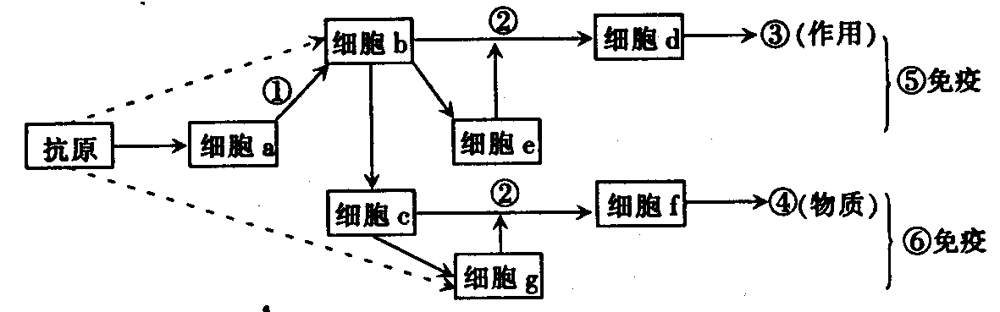 细胞 b
②
细胞 d
③(作用)
⑤免疫
①
抗原
细胞 a
细胞 e
细胞 c
②
细胞 f
④(物质)
⑥免疫
细胞 g